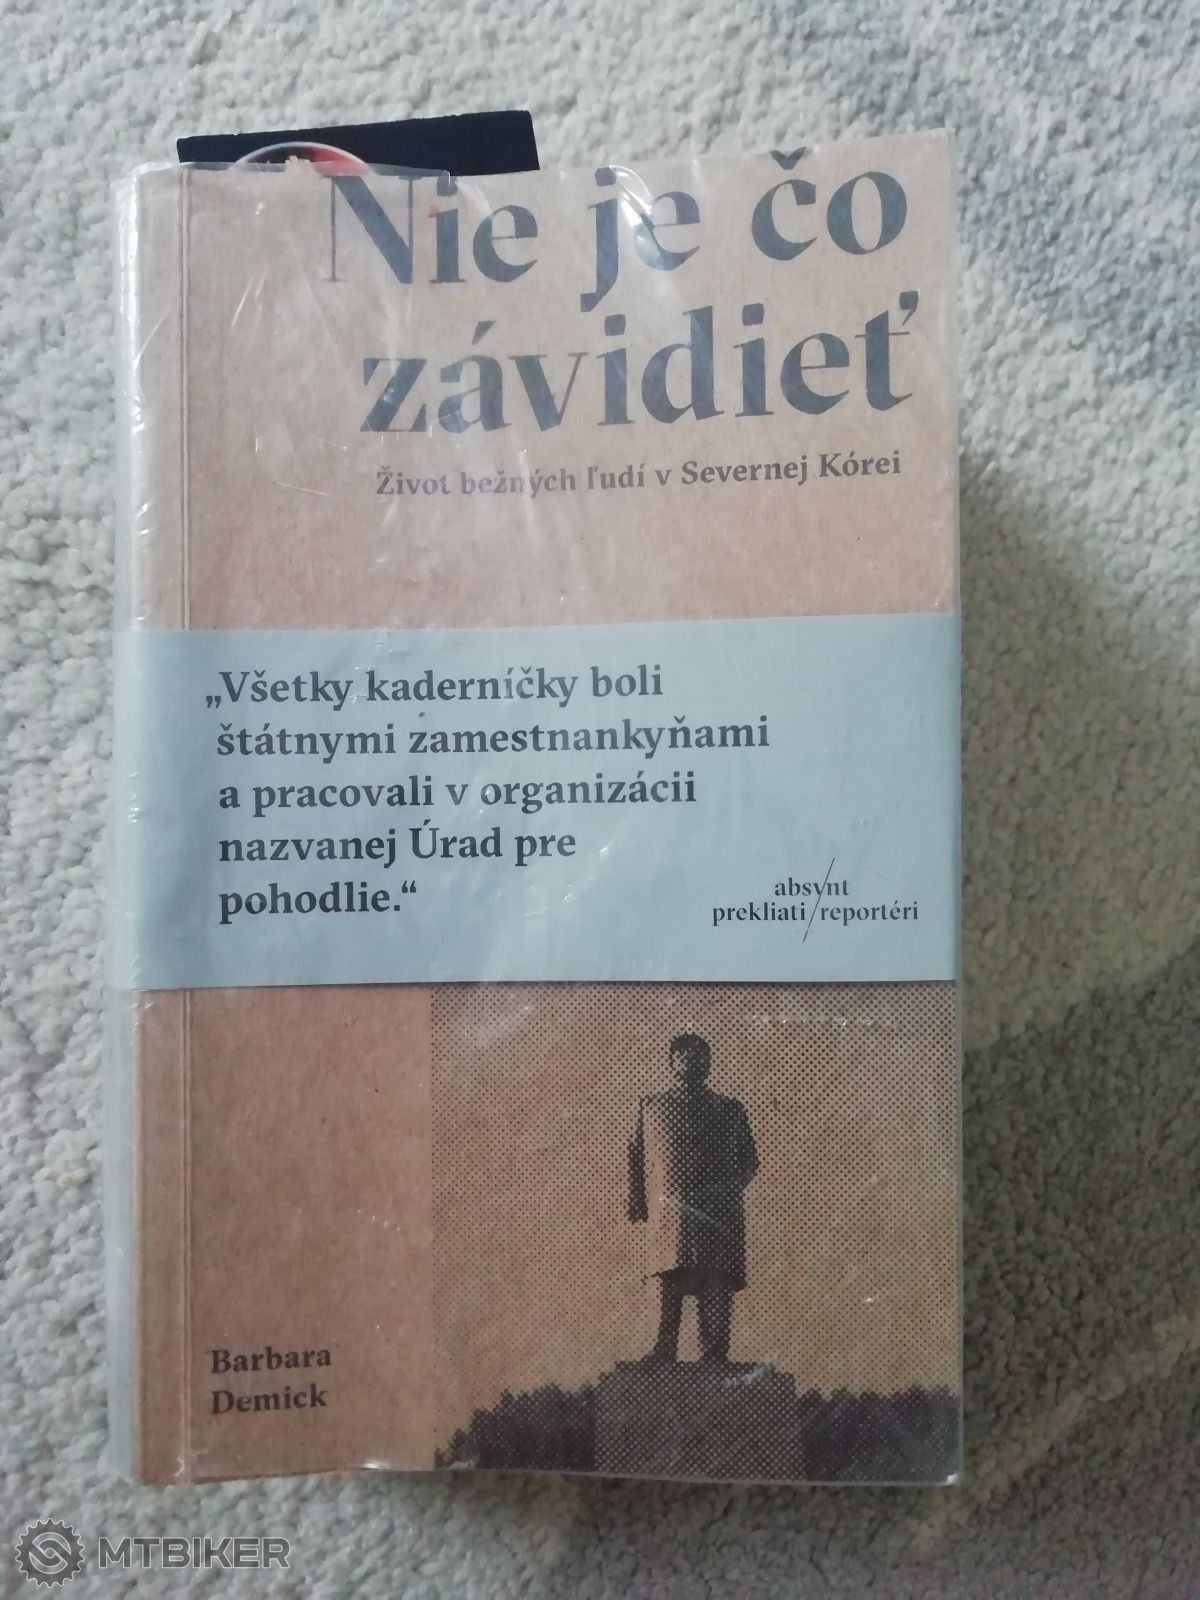 Nie je čo
závidieť
Život bežných ľudí v Severnej Kórei
„Všetky kaderníčky boli
štátnymi zamestnankyňami
a pracovali v organizácii
nazvanej Úrad pre
pohodlie.“
absynt
prekliati reportéri
Barbara
Demick
MTBIKER